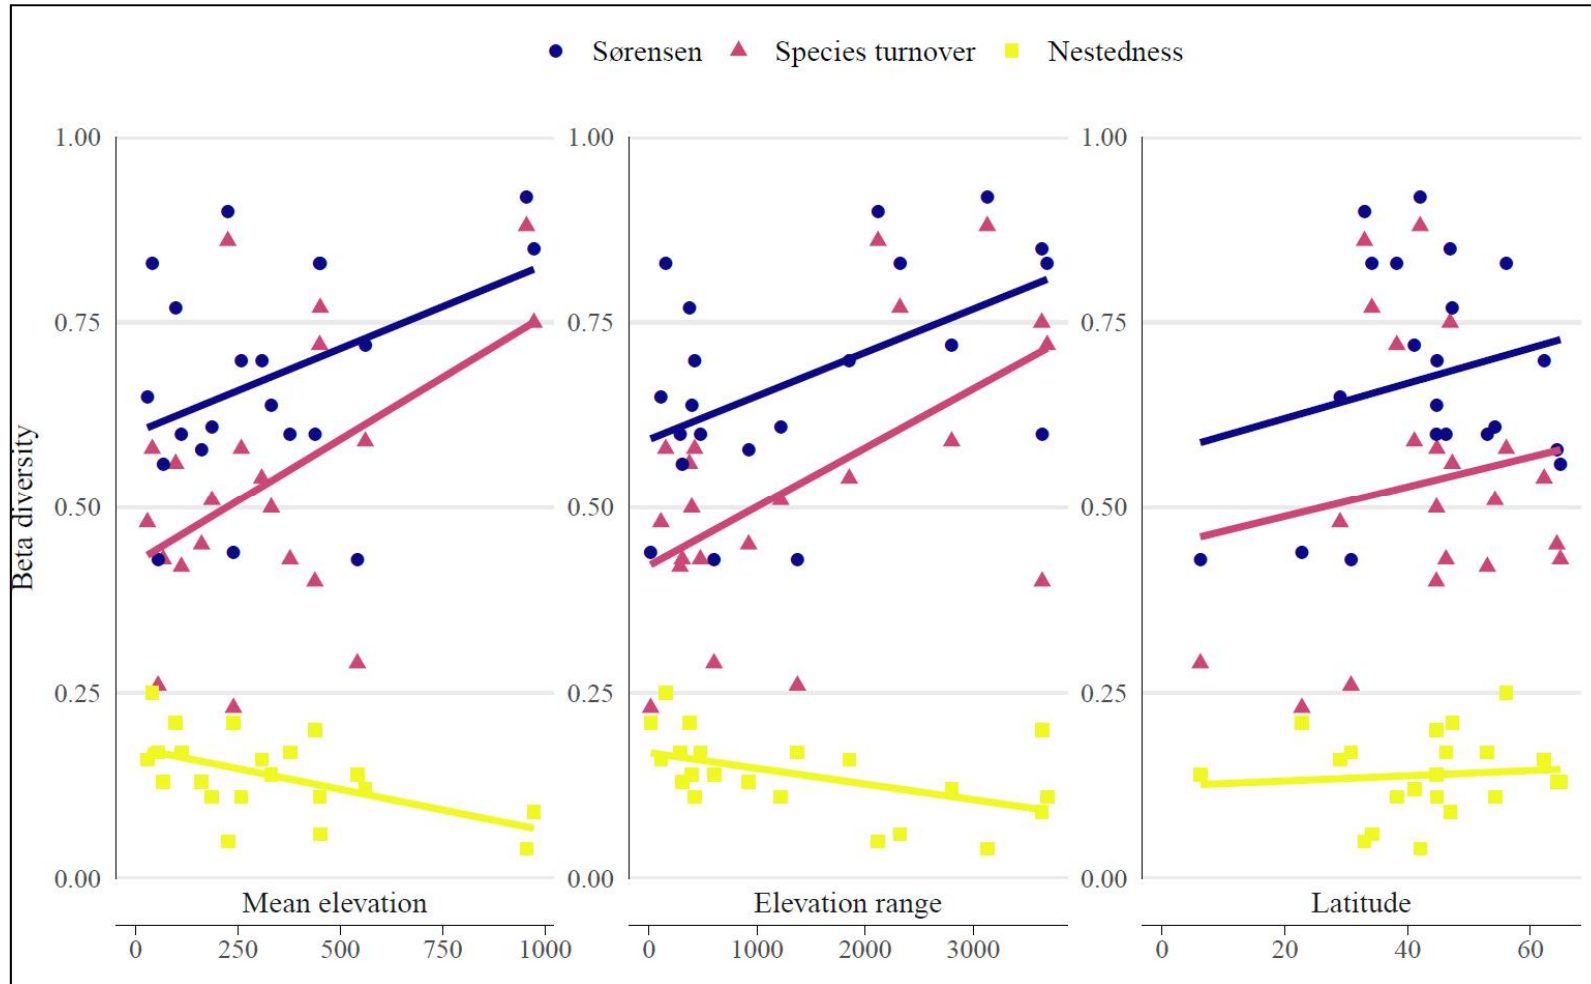 Sørensen Species turnover Nestedness
Beta diversity
1.00
0.75
0.50
0.25
0.00
Mean elevation
0 250 500 750 1000
1.00
0.75
0.50
0.25
0.00
Elevation range
0 1000 2000 3000
1.00
0.75
0.50
0.25
0.00
Latitude
0 20 40 60